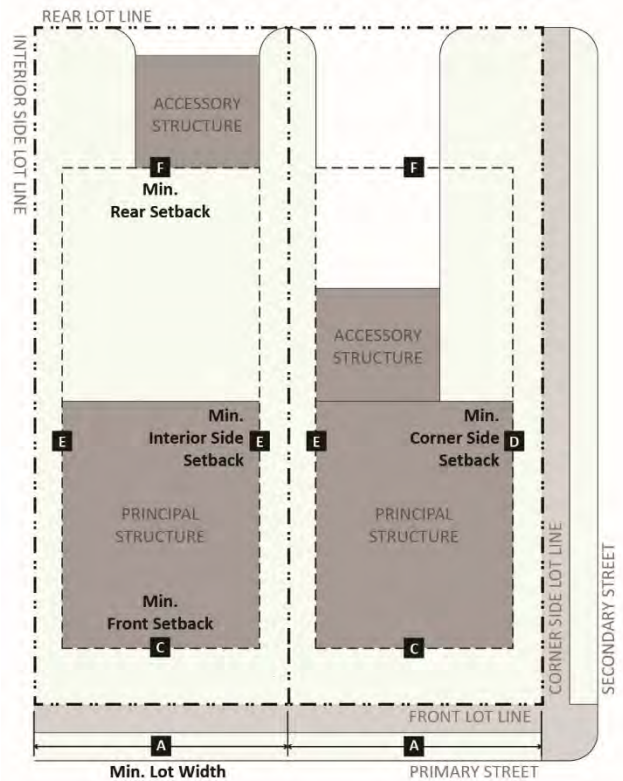 REAR LOT LINE
INTERIOR SIDE LOT LINE
ACCESSORY
STRUCTURE
F
F
Min.
Rear Setback
ACCESSORY
STRUCTURE
Min.
Interior Side
Setback
E
E
E
Min.
Corner Side
Setback
D
PRINCIPAL
STRUCTURE
PRINCIPAL
STRUCTURE
Min.
Front Setback
C
C
CORNER SIDE LOT LINE
SECONDARY STREET
FRONT LOT LINE
A
A
Min. Lot Width
PRIMARY STREET